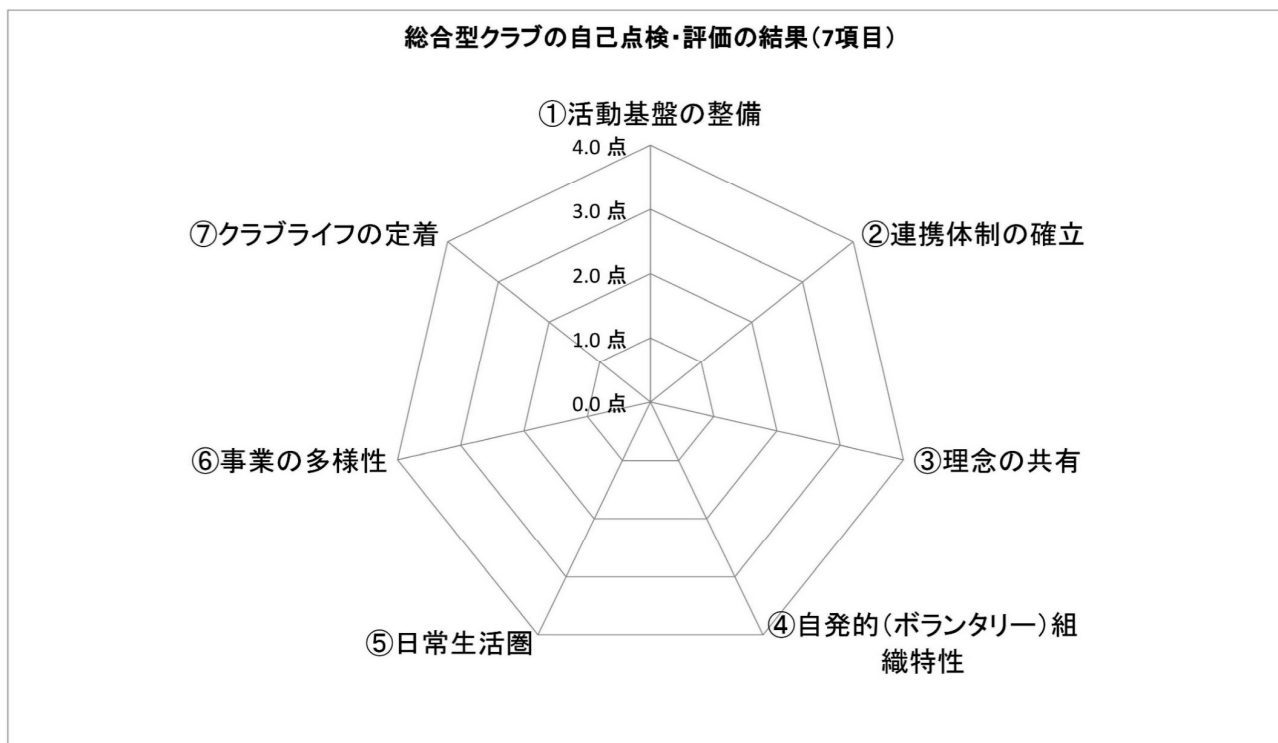 総合型クラブの自己点検・評価の結果(7項目)
①活動基盤の整備
4.0 点
3.0 点
2.0 点
1.0 点
0.0 点
②連携体制の確立
③理念の共有
④自発的(ボランタリー)組
織特性
⑤日常生活圏
⑥事業の多様性
⑦クラブライフの定着